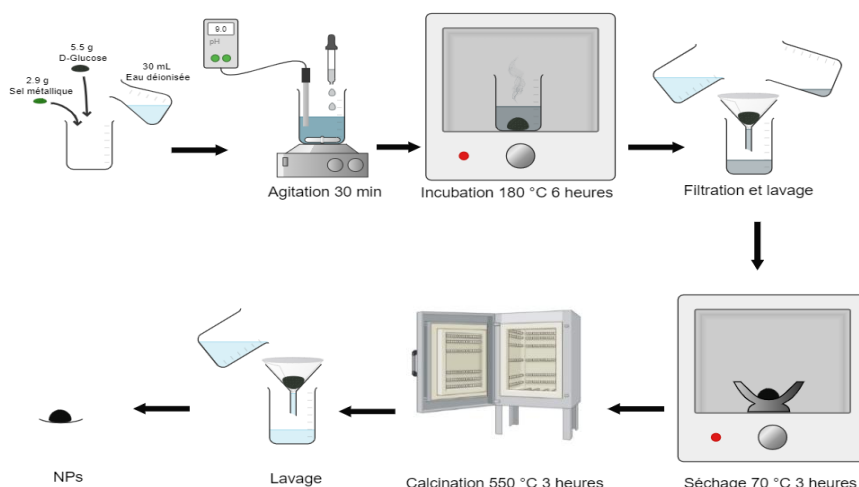 5.5 g
D-Glucose
30 mL
Eau déionisée
2.9 g
Sel métallique
9.0
pH
Agitation 30 min
Incubation 180 °C 6 heures
Filtration et lavage
NPs
Lavage
Calcination 550 °C 3 heures
Séchage 70 °C 3 heures